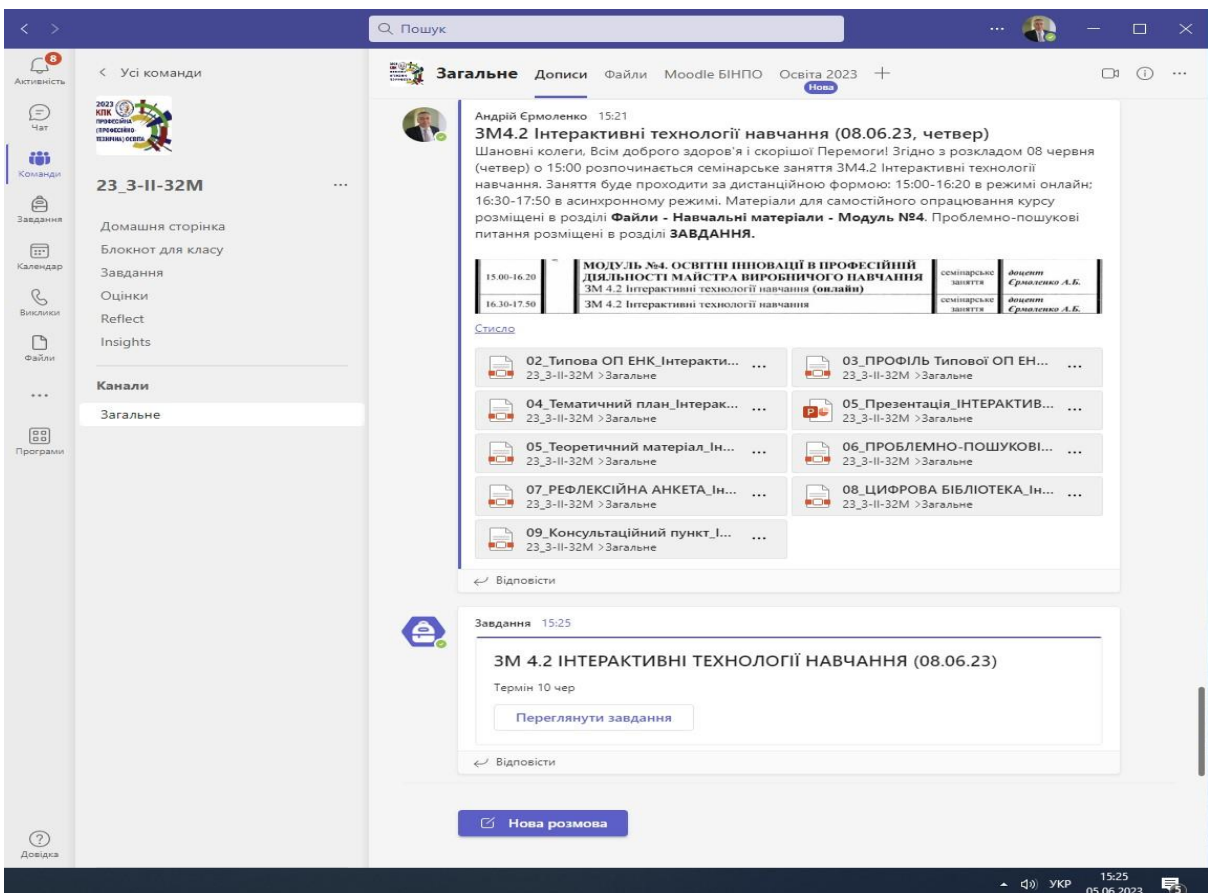 Пошук
8
Активність
Чат
Команди
Завдання
Календар
Виклики
Файли
Програми
Довідка
Усі команди
2023
КПК
23_3-ІІ-32М
Домашня сторінка
Блокнот для класу
Завдання
Оцінки
Reflect
Insights
Канали
Загальне
Загальне Дописи Файли Moodle БІНПО Освіта 2023
Нова
Андрій Єрмоленко 15:21
ЗМ4.2 Інтерактивні технології навчання (08.06.23, четвер)
Шановні колеги, Всім доброго здоров'я і скорішої Перемоги! Згідно з розкладом 08 червня
(четвер) о 15:00 розпочинається семінарське заняття ЗМ4.2 Інтерактивні технології
навчання. Заняття буде проходити за дистанційною формою: 15:00-16:20 в режимі онлайн;
16:30-17:50 в асинхронному режимі. Матеріали для самостійного опрацювання курсу
розміщені в розділі Файли - Навчальні матеріали - Модуль №4. Проблемно-пошукові
питання розміщені в розділі ЗАВДАННЯ.
15.00-16.20
МОДУЛЬ №4. ОСВІТНІ ІННОВАЦІЇ В ПРОФЕСІЙНІЙ
ДІЯЛЬНОСТІ МАЙСТРА ВИРОБНИЧОГО НАВЧАННЯ
ЗМ 4.2 Інтерактивні технології навчання (онлайн)
семінарське
заняття
доцент
Єрмоленко А.Б.
16.30-17.50
ЗМ 4.2 Інтерактивні технології навчання
семінарське
заняття
доцент
Єрмоленко А.Б.
Стисло
02_Типова ОП ЕНК_Інтеракти...
23_3-ІІ-32М >Загальне
03_ПРОФІЛЬ Типової ОП ЕН...
23_3-ІІ-32М >Загальне
04_Тематичний план_Інтерак...
23_3-ІІ-32М >Загальне
05_Презентація_ІНТЕРАКТИВ...
23_3-ІІ-32М >Загальне
05_Теоретичний матеріал_Ін...
23_3-ІІ-32М >Загальне
06_ПРОБЛЕМНО-ПОШУКОВІ...
23_3-ІІ-32М >Загальне
07_РЕФЛЕКСІЙНА АНКЕТА_Ін...
23_3-ІІ-32М >Загальне
08_ЦИФРОВА БІБЛІОТЕКА_Ін...
23_3-ІІ-32М >Загальне
09_Консультаційний пункт_І...
23_3-ІІ-32М >Загальне
Відповісти
Завдання 15:25
ЗМ 4.2 ІНТЕРАКТИВНІ ТЕХНОЛОГІЇ НАВЧАННЯ (08.06.23)
Термін 10 чер
Переглянути завдання
Відповісти
Нова розмова
УКР
15:25
05.06.2023
5